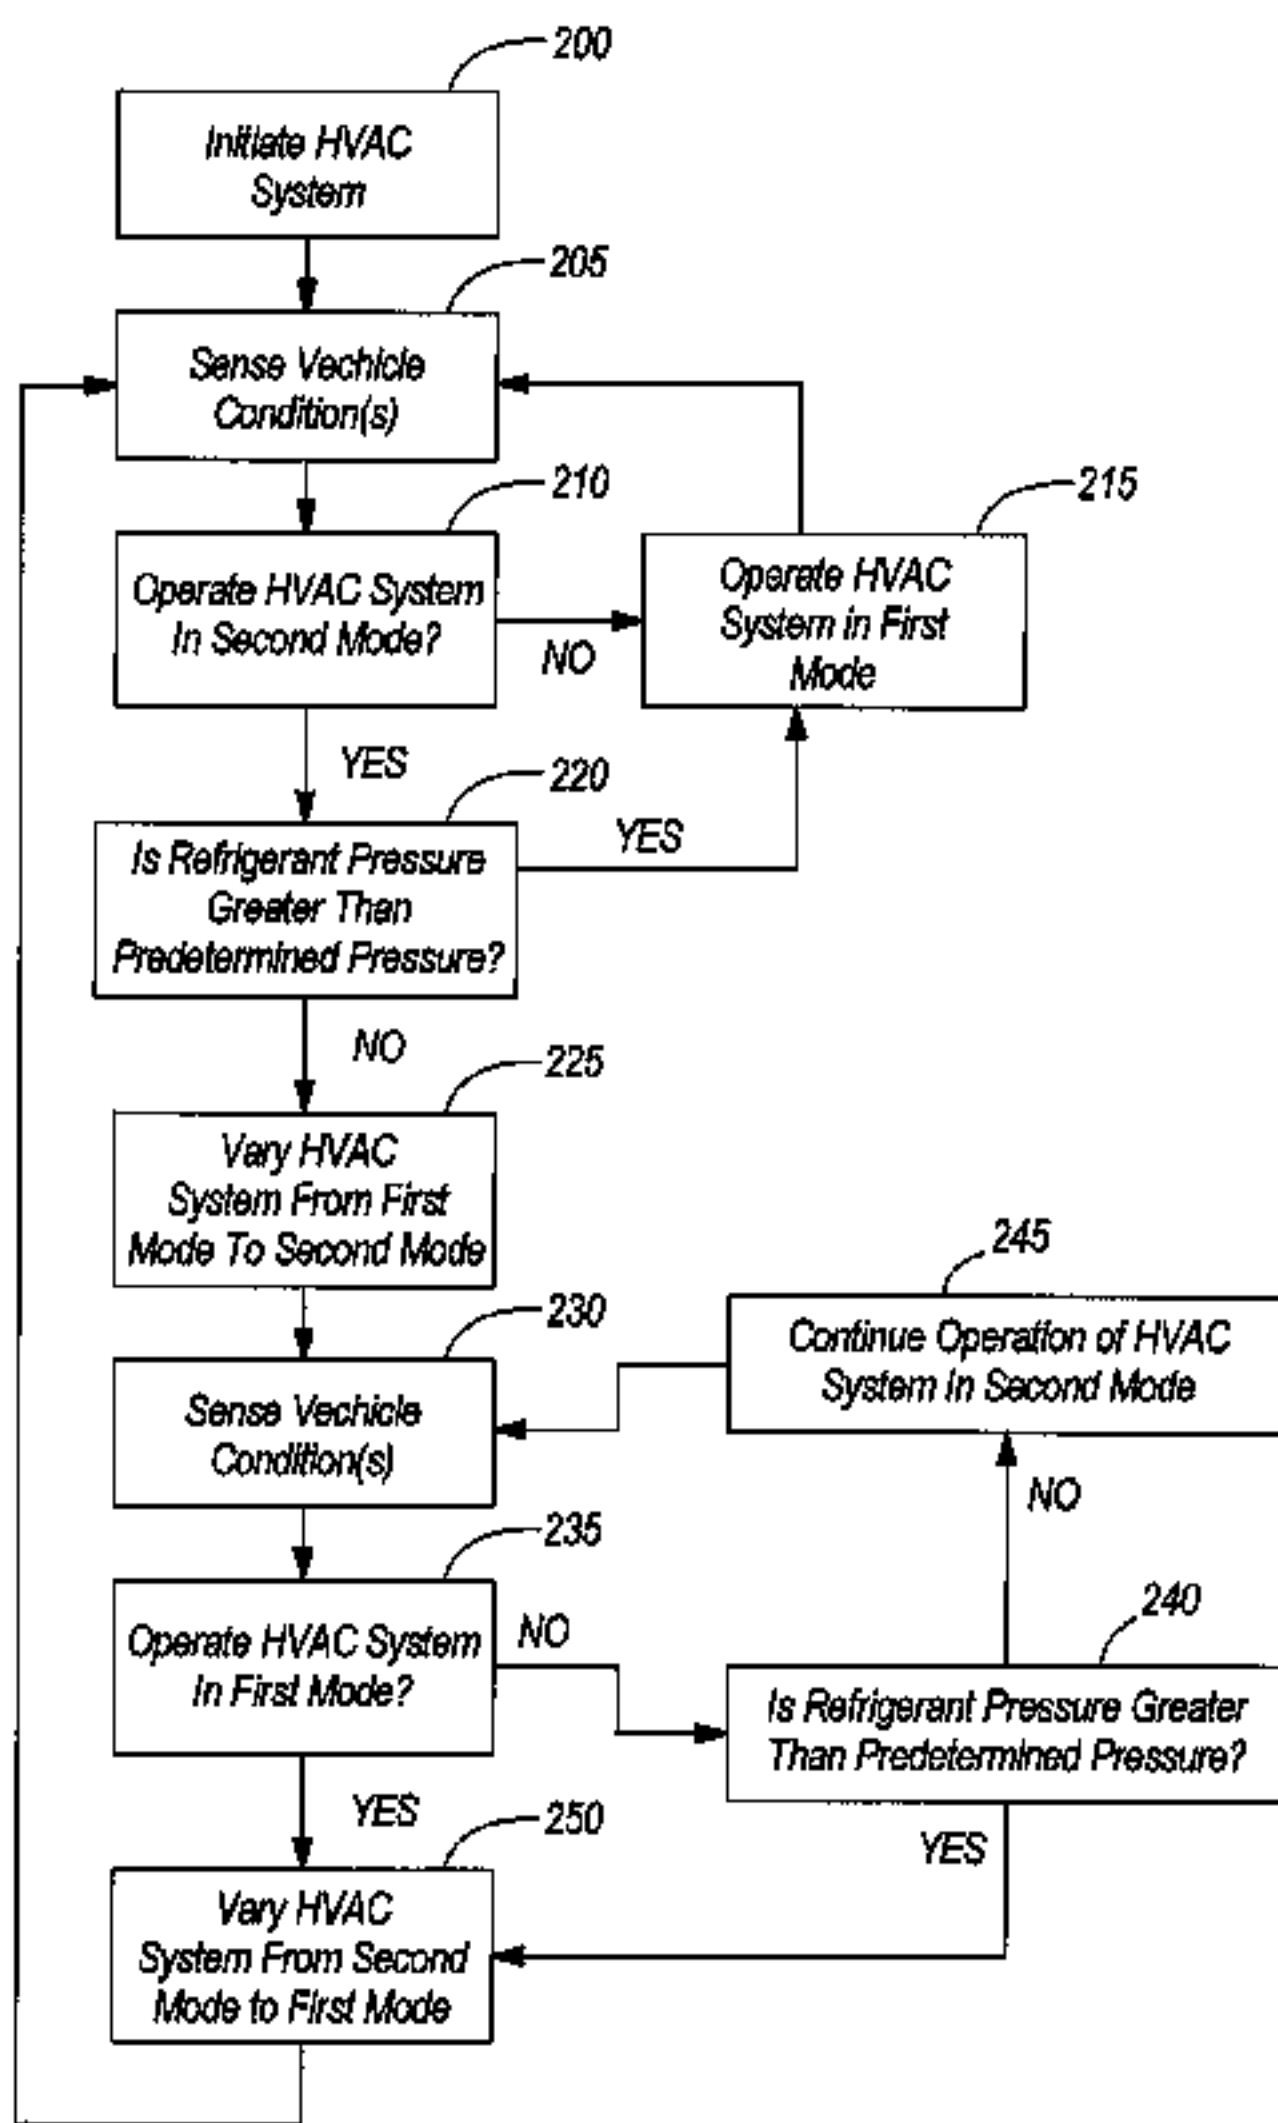 200
Initiate HVAC
System
205
Sense Vechicle
Condition(s)
210
Operate HVAC System
In Second Mode?
NO
215
Operate HVAC
System in First
Mode
YES
220
Is Refrigerant Pressure
Greater Than
Predetermined Pressure?
YES
NO
225
Vary HVAC
System From First
Mode To Second Mode
230
Sense Vechicle
Condition(s)
245
Continue Operation of HVAC
System In Second Mode
NO
235
Operate HVAC System
In First Mode?
NO
240
Is Refrigerant Pressure Greater
Than Predetermined Pressure?
YES
YES
250
Vary HVAC
System From Second
Mode to First Mode